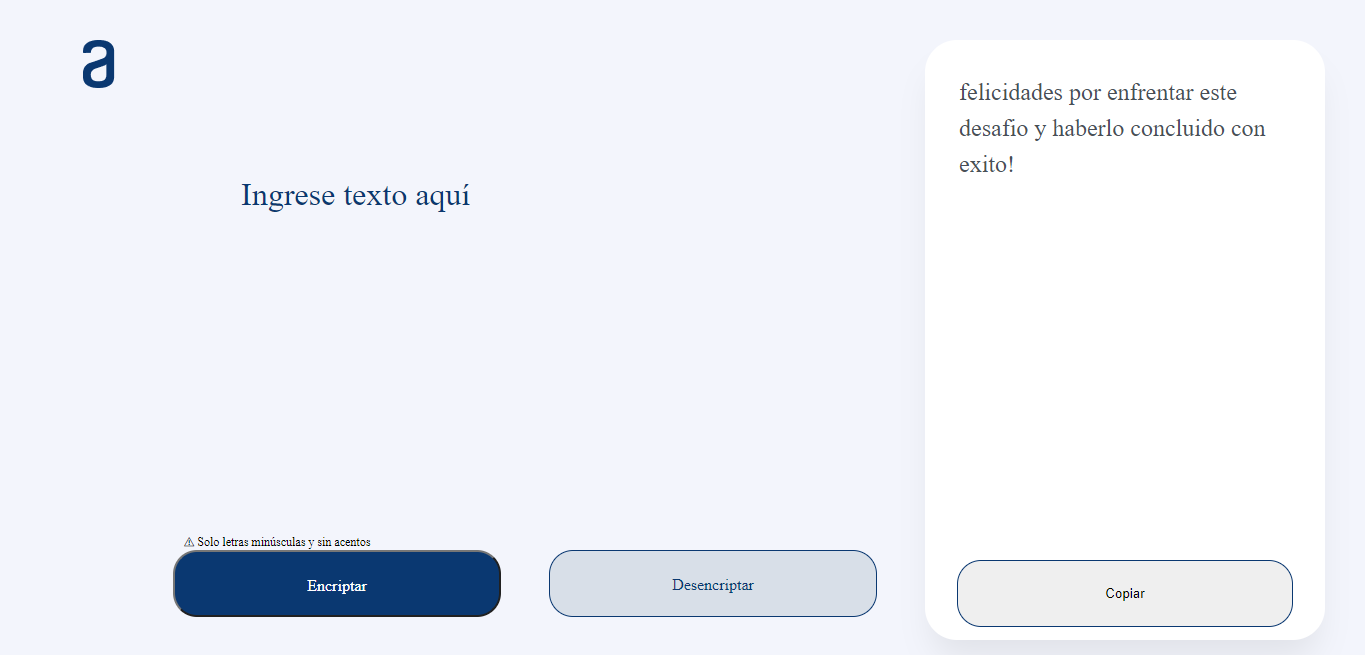 a
Ingrese texto aquí
⚠ Solo letras minúsculas y sin acentos
Encriptar
Desencriptar
felicidades por enfrentar este
desafio y haberlo concluido con
exito!
Copiar